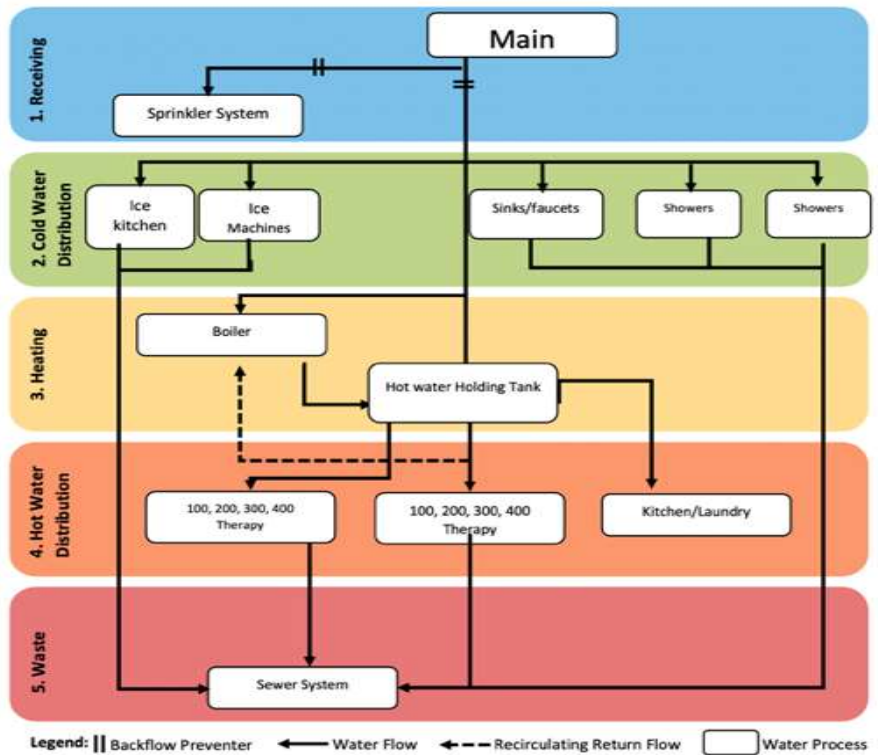 Main
1. Receiving
Sprinkler System
2. Cold Water
Distribution
Ice
kitchen
Ice
Machines
Sinks/faucets
Showers
Showers
3. Heating
Boiler
Hot water Holding Tank
4. Hot Water
Distribution
100, 200, 300, 400
Therapy
100, 200, 300, 400
Therapy
Kitchen/Laundry
5. Waste
Sewer System
Legend: Backflow Preventer Water Flow Recirculating Return Flow Water Process